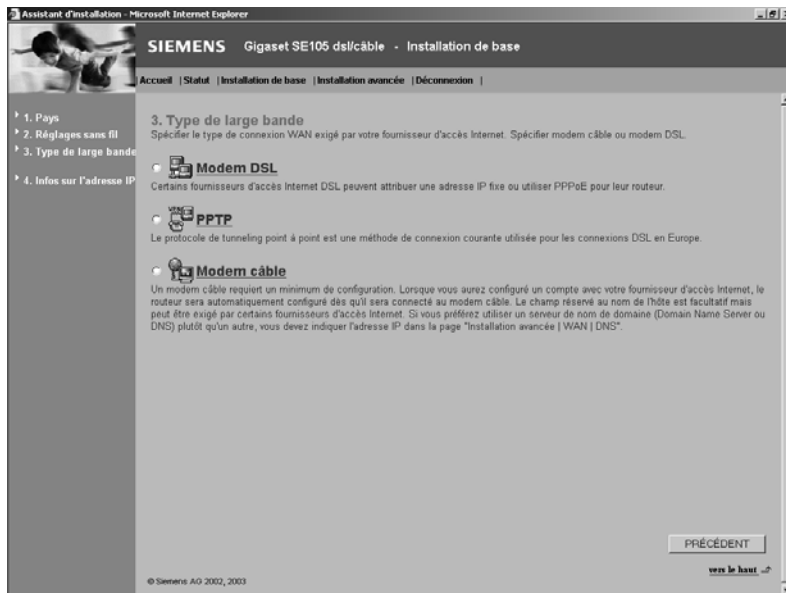 Assistant d'installation - Microsoft Internet Explorer
SIEMENS Gigaset SE105 dsl/câble - Installation de base
| Accueil | Statut | Installation de base | Installation avancée | Déconnexion |
1. Pays
2. Réglages sans fil
3. Type de large bande
4. Infos sur l'adresse IP
3. Type de large bande
Spécifier le type de connexion WAN exigé par votre fournisseur d'accès Internet. Spécifier modem câble ou modem DSL.
Modem DSL
Certains fournisseurs d'accès Internet DSL peuvent attribuer une adresse IP fixe ou utiliser PPPoE pour leur routeur.
PPTP
Le protocole de tunneling point à point est une méthode de connexion courante utilisée pour les connexions DSL en Europe.
Modem câble
Un modem câble requiert un minimum de configuration. Lorsque vous aurez configuré un compte avec votre fournisseur d'accès Internet, le
routeur sera automatiquement configuré dès qu'il sera connecté au modem câble. Le champ réservé au nom de l'hôte est facultatif mais
peut être exigé par certains fournisseurs d'accès Internet. Si vous préférez utiliser un serveur de nom de domaine (Domain Name Server ou
DNS) plutôt qu'un autre, vous devez indiquer l'adresse IP dans la page "Installation avancée | WAN | DNS".
PRÉCÉDENT
vers le haut
© Siemens AG 2002, 2003